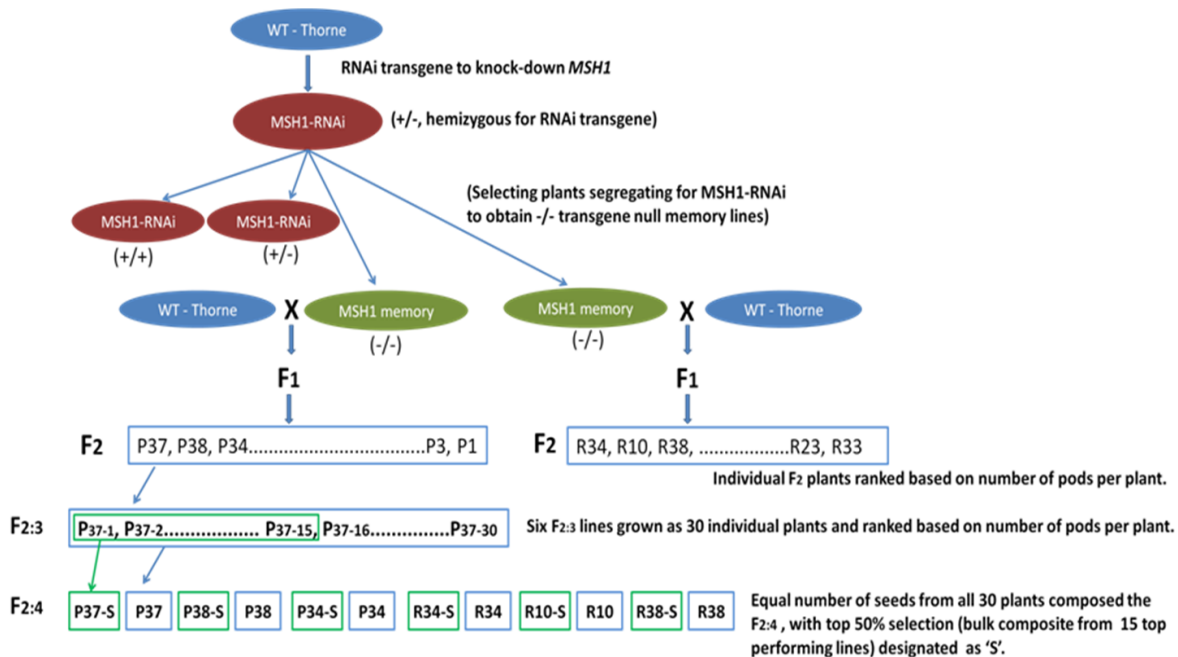 WT - Thorne
RNAi transgene to knock-down MSH1
MSH1-RNAi
(+/-, hemizygous for RNAi transgene)
(Selecting plants segregating for MSH1-RNAi
to obtain -/- transgene null memory lines)
MSH1-RNAi
MSH1-RNAi
(+/+)
(+/-)
WT - Thorne
X
MSH1 memory
MSH1 memory
X
WT - Thorne
(-/-)
(-/-)
F1
F1
F2
P37, P38, P34....................................P3, P1
F2
R34, R10, R38, ..................R23, R33
Individual F2 plants ranked based on number of pods per plant.
F2:3
P37-1, P37-2................... P37-15, P37-16................P37-30
Six F2:3 lines grown as 30 individual plants and ranked based on number of pods per plant.
F2:4
P37-S P37 P38-S P38 P34-S P34 R34-S R34 R10-S R10 R38-S R38
Equal number of seeds from all 30 plants composed the
F2:4 , with top 50% selection (bulk composite from 15 top
performing lines) designated as ‘S’.